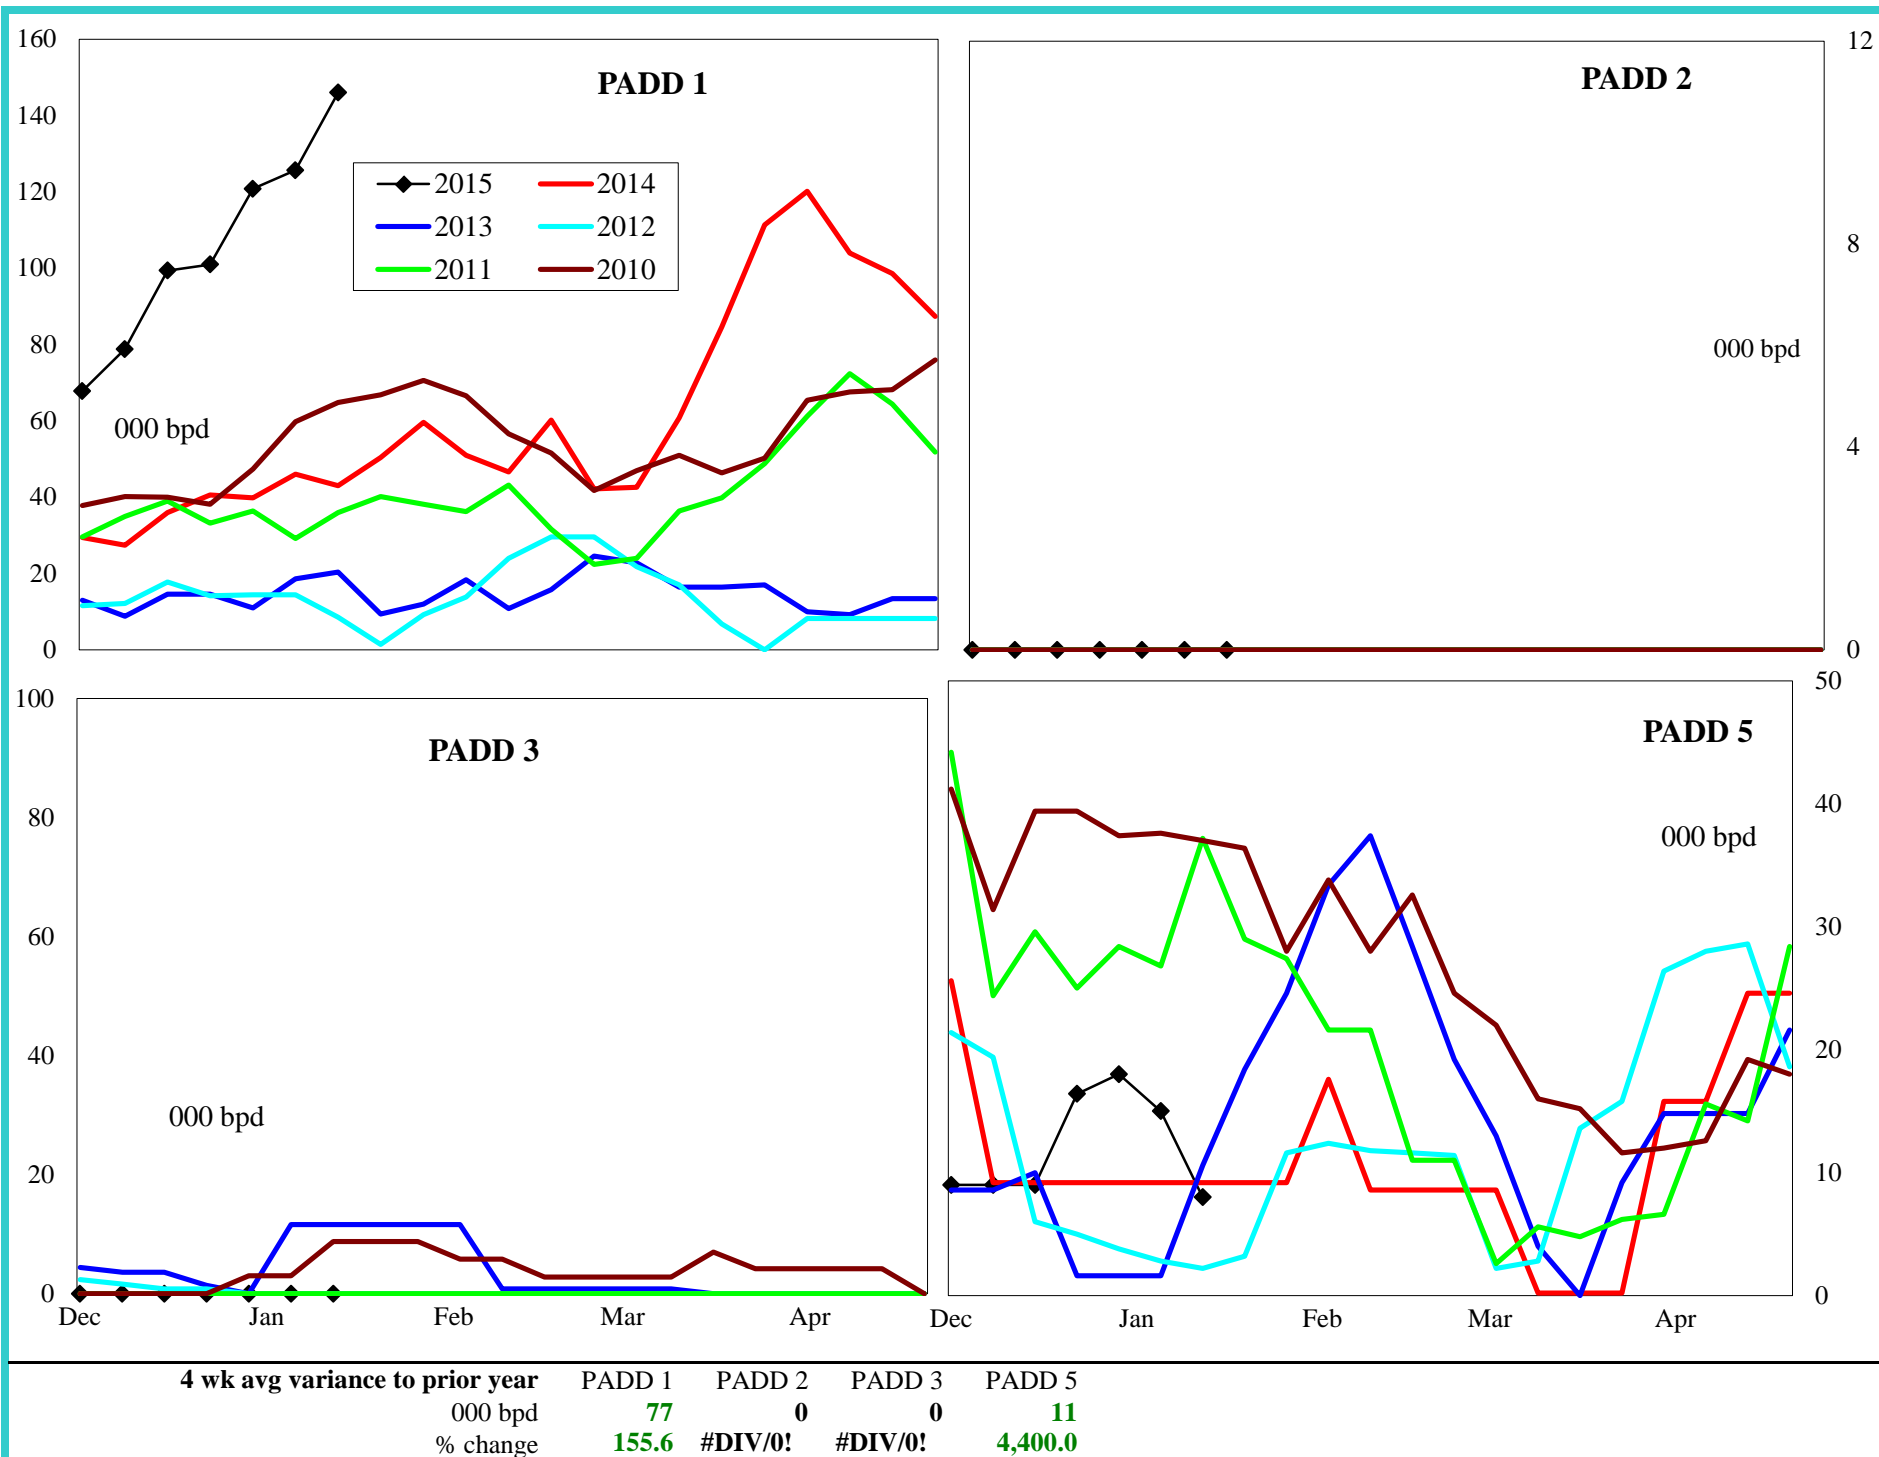 160
140
120
100
80
60
40
20
0
PADD 1
000 bpd
2015 2014
2013 2012
2011 2010
PADD 2
12
8
4
0
000 bpd
100
80
60
40
20
0
PADD 3
000 bpd
Dec Jan Feb Mar Apr
PADD 5
50
40
30
20
10
0
000 bpd
Dec Jan Feb Mar Apr
4 wk avg variance to prior year PADD 1 PADD 2 PADD 3 PADD 5
000 bpd 77 0 0 11
% change 155.6 #DIV/0! #DIV/0! 4,400.0